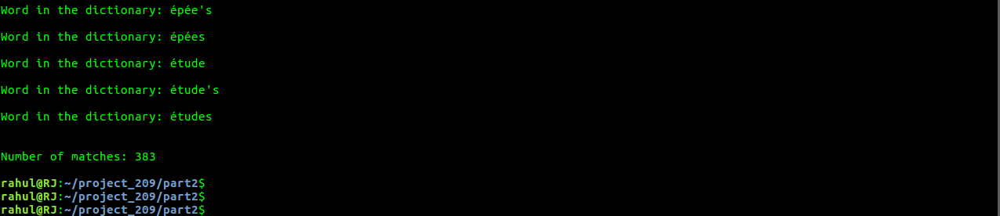 Word in the dictionary: épée's
Word in the dictionary: épées
Word in the dictionary: étude
Word in the dictionary: étude's
Word in the dictionary: études
Number of matches: 383
rahul@RJ:~/project_209/part2$
rahul@RJ:~/project_209/part2$
rahul@RJ:~/project_209/part2$